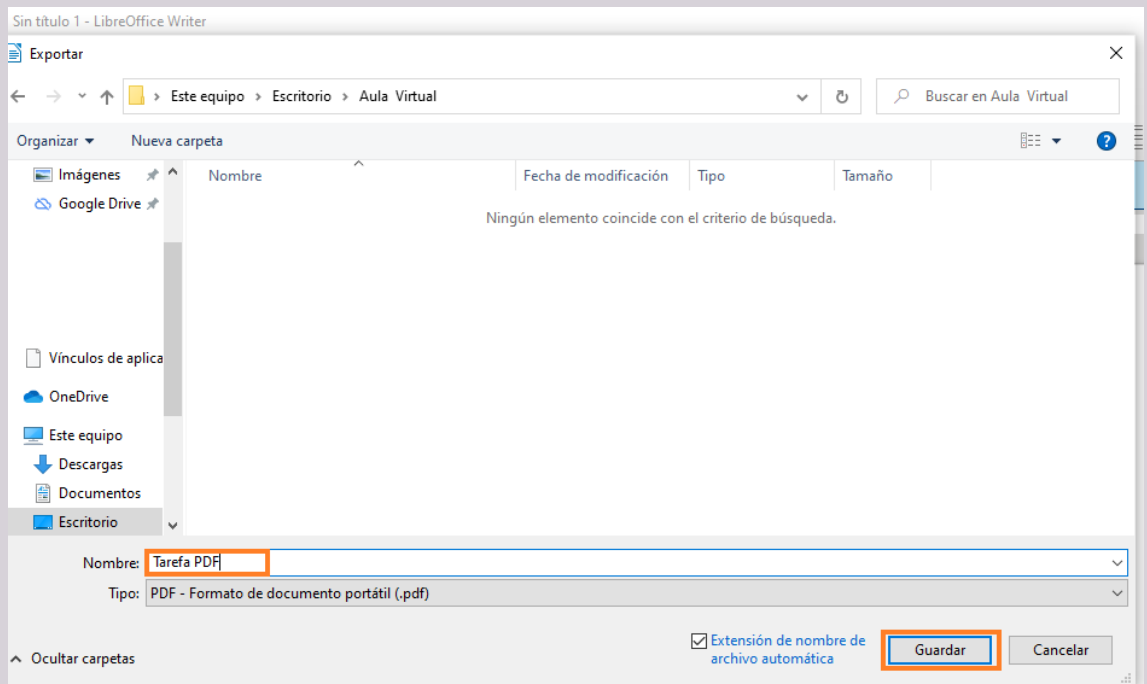 Sin título 1 - LibreOffice Writer
Exportar
Este equipo > Escritorio > Aula Virtual
Buscar en Aula Virtual
Organizar
Nueva carpeta
?
Imágenes
Google Drive
Vínculos de aplica
OneDrive
Este equipo
Descargas
Documentos
Escritorio
Nombre Fecha de modificación Tipo Tamaño
Ningún elemento coincide con el criterio de búsqueda.
Nombre: Tarefa PDF
Tipo: PDF - Formato de documento portátil (.pdf)
Extensión de nombre de
archivo automática
Guardar
Cancelar
Ocultar carpetas